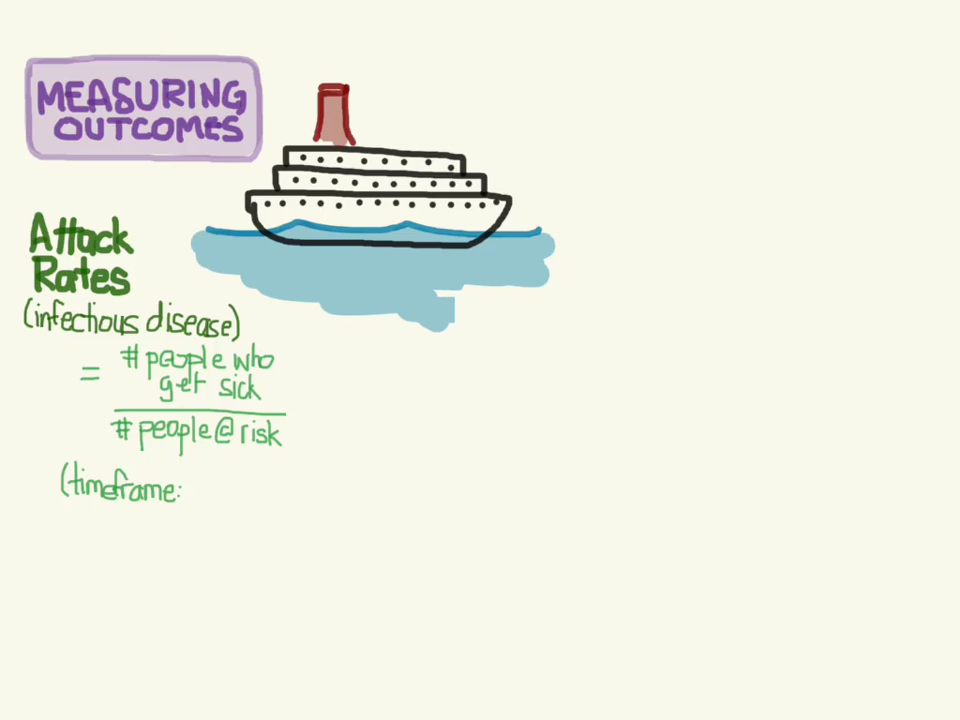 MEASURING
OUTCOMES
Attack
Rates
(infectious disease)
= # people who
get sick
# people @ risk
(timeframe: